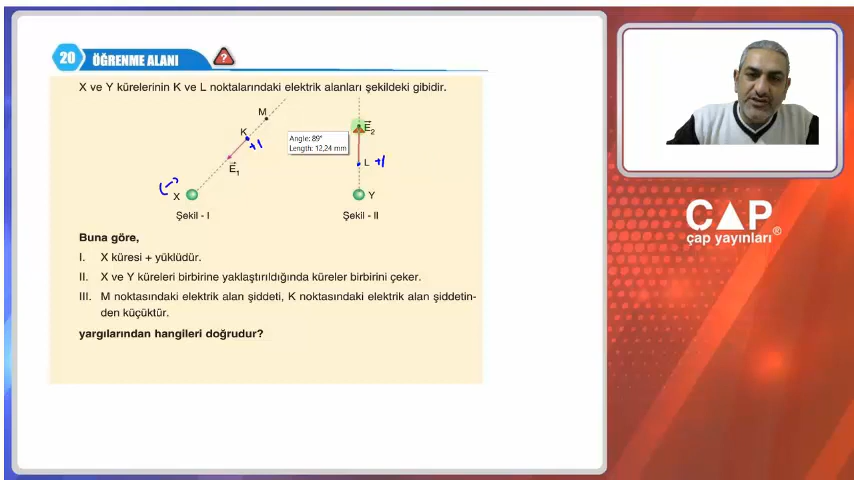 20 ÖĞRENME ALANI ?
X ve Y kürelerinin K ve L noktalarındaki elektrik alanları şekildeki gibidir.
M
K
+1
E₁
(-)
X
Şekil - I
Angle: 89°
Length: 12,24 mm
E₂
L +1
Y
Şekil - II
Buna göre,
I. X küresi + yüklüdür.
II. X ve Y küreleri birbirine yaklaştırıldığında küreler birbirini çeker.
III. M noktasındaki elektrik alan şiddeti, K noktasındaki elektrik alan şiddetin-
den küçüktür.
yargılarından hangileri doğrudur?
ÇAP
çap yayınları®